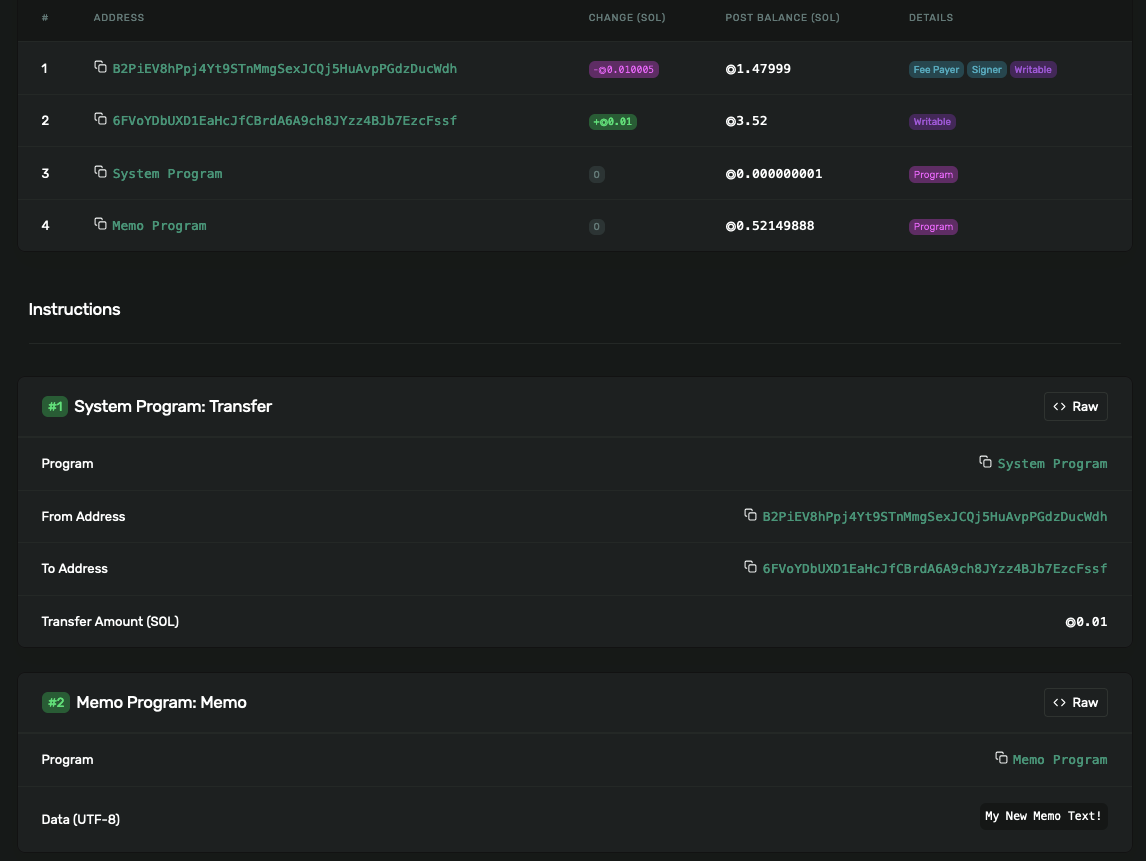 # ADDRESS CHANGE (SOL) POST BALANCE (SOL) DETAILS
1 B2PiEV8hPpj4Yt9STnMmgSexJCQj5HuAvpPGdzDucWdh -◎0.010005 ◎1.47999 Fee Payer Signer Writable
2 6FVoYDbUXD1EaHcJfCBrdA6A9ch8JYzz4BJb7EzcFssf +◎0.01 ◎3.52 Writable
3 System Program 0 ◎0.000000001 Program
4 Memo Program 0 ◎0.52149888 Program
Instructions
#1 System Program: Transfer <> Raw
Program System Program
From Address B2PiEV8hPpj4Yt9STnMmgSexJCQj5HuAvpPGdzDucWdh
To Address 6FVoYDbUXD1EaHcJfCBrdA6A9ch8JYzz4BJb7EzcFssf
Transfer Amount (SOL) ◎0.01
#2 Memo Program: Memo <> Raw
Program Memo Program
Data (UTF-8) My New Memo Text!